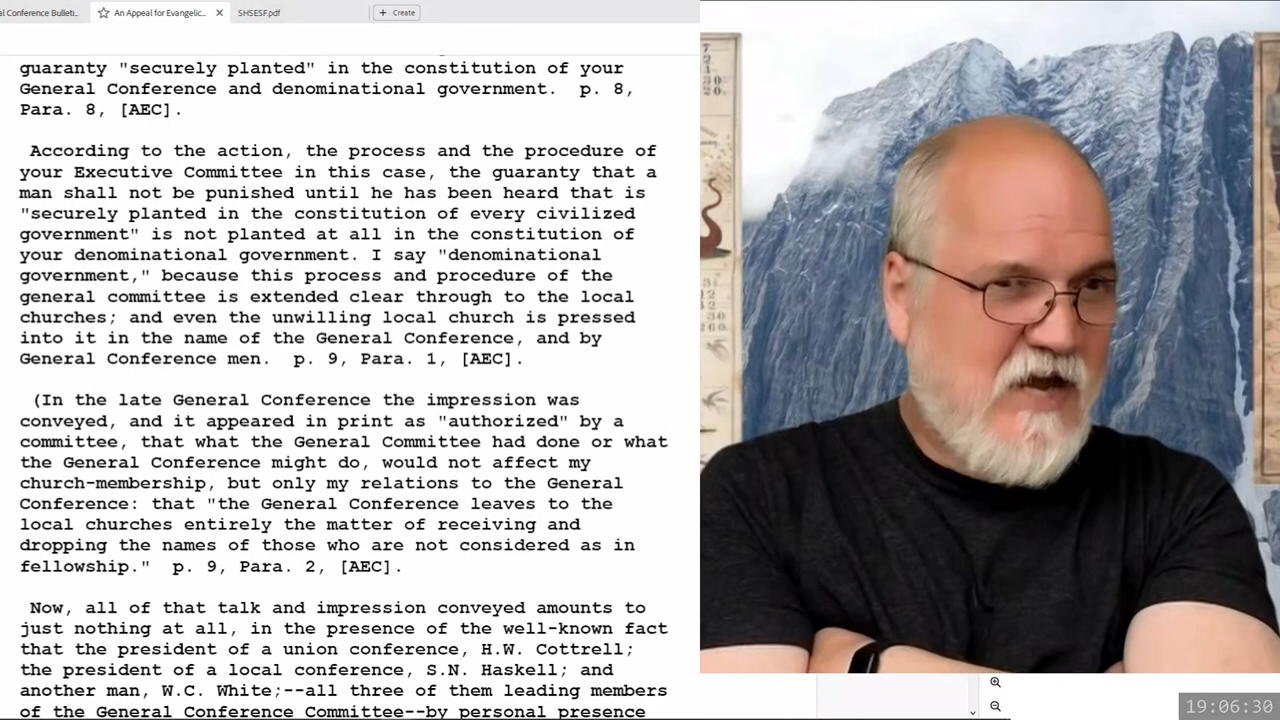 al Conference Bulleti..
An Appeal for Evangelic..
SHSESF.pdf
Create
guaranty "securely planted" in the constitution of your
General Conference and denominational government. p. 8,
Para. 8, [AEC].
According to the action, the process and the procedure of
your Executive Committee in this case, the guaranty that a
man shall not be punished until he has been heard that is
"securely planted in the constitution of every civilized
government" is not planted at all in the constitution of
your denominational government. I say "denominational
government," because this process and procedure of the
general committee is extended clear through to the local
churches; and even the unwilling local church is pressed
into it in the name of the General Conference, and by
General Conference men. p. 9, Para. 1, [AEC].
(In the late General Conference the impression was
conveyed, and it appeared in print as "authorized" by a
committee, that what the General Committee had done or what
the General Conference might do, would not affect my
church-membership, but only my relations to the General
Conference: that "the General Conference leaves to the
local churches entirely the matter of receiving and
dropping the names of those who are not considered as in
fellowship." p. 9, Para. 2, [AEC].
Now, all of that talk and impression conveyed amounts to
just nothing at all, in the presence of the well-known fact
that the president of a union conference, H.W. Cottrell;
the president of a local conference, S.N. Haskell; and
another man, W.C. White;--all three of them leading members
of the General Conference Committee--by personal presence
19:06:30